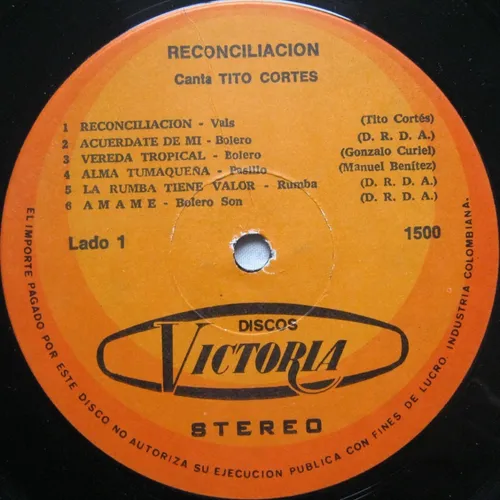 RECONCILIACION
Canta TITO CORTES
1 RECONCILIACION - Vals (Tito Cortés)
2 ACUERDATE DE MI - Bolero (D. R. D. A.)
3 VEREDA TROPICAL - Bolero (Gonzalo Curiel)
4 ALMA TUMAQUEÑA - Pasillo (Manuel Benítez)
5 LA RUMBA TIENE VALOR - Rumba (D. R. D. A.)
6 A M A M E - Bolero Son (D. R. D. A.)
Lado 1 1500
DISCOS
VICTORIA
STEREO
EL IMPORTE PAGADO POR ESTE DISCO NO AUTORIZA SU EJECUCION PUBLICA CON FINES DE LUCRO. INDUSTRIA COLOMBIANA.